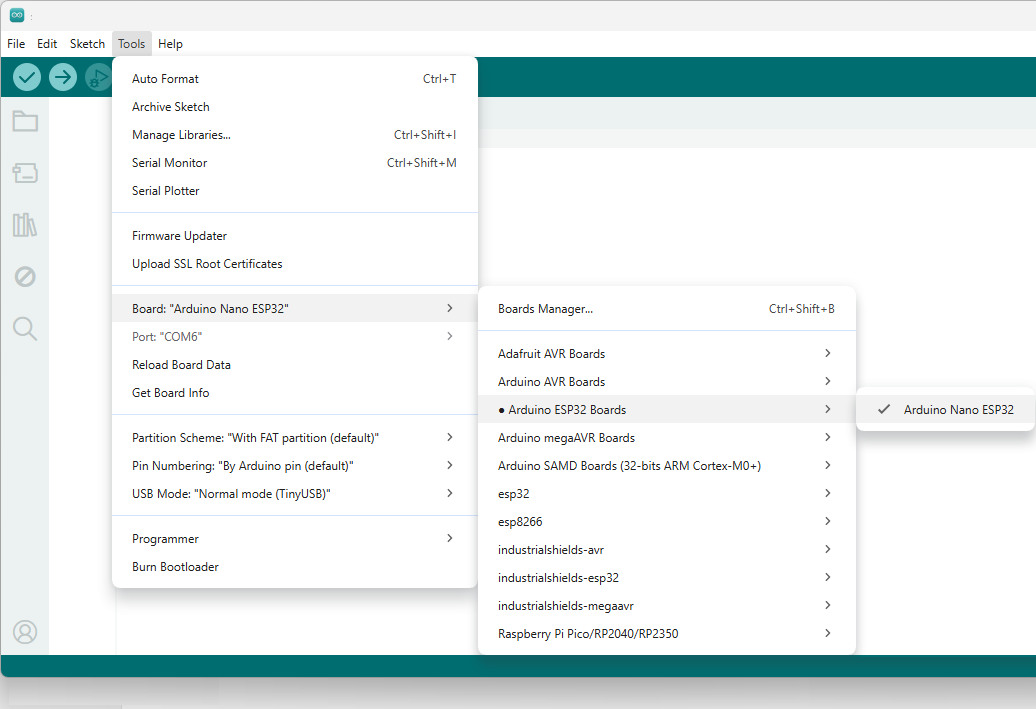 File Edit Sketch Tools Help
Auto Format Ctrl+T
Archive Sketch
Manage Libraries... Ctrl+Shift+I
Serial Monitor Ctrl+Shift+M
Serial Plotter
Firmware Updater
Upload SSL Root Certificates
Board: "Arduino Nano ESP32"
Port: "COM6"
Reload Board Data
Get Board Info
Partition Scheme: "With FAT partition (default)"
Pin Numbering: "By Arduino pin (default)"
USB Mode: "Normal mode (TinyUSB)"
Programmer
Burn Bootloader
Boards Manager... Ctrl+Shift+B
Adafruit AVR Boards
Arduino AVR Boards
● Arduino ESP32 Boards
Arduino megaAVR Boards
Arduino SAMD Boards (32-bits ARM Cortex-M0+)
esp32
esp8266
industrialshields-avr
industrialshields-esp32
industrialshields-megaavr
Raspberry Pi Pico/RP2040/RP2350
✓ Arduino Nano ESP32